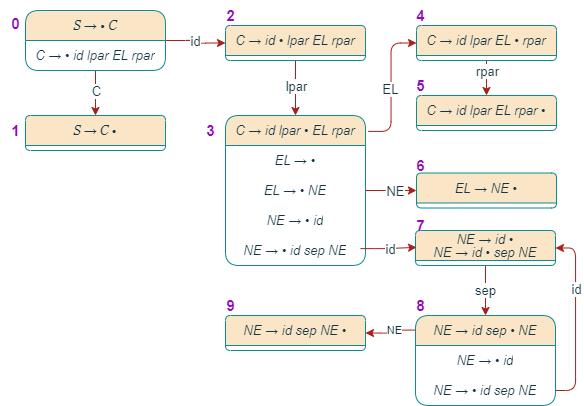 0
S → • C
C → • id lpar EL rpar
id
2
C → id • lpar EL rpar
4
C → id lpar EL • rpar
C
lpar
EL
rpar
1
S → C •
3
C → id lpar • EL rpar
EL → •
EL → • NE
NE → • id
NE → • id sep NE
5
C → id lpar EL rpar •
NE
6
EL → NE •
id
7
NE → id •
NE → id • sep NE
sep
id
9
NE → id sep NE •
NE
8
NE → id sep • NE
NE → • id
NE → • id sep NE